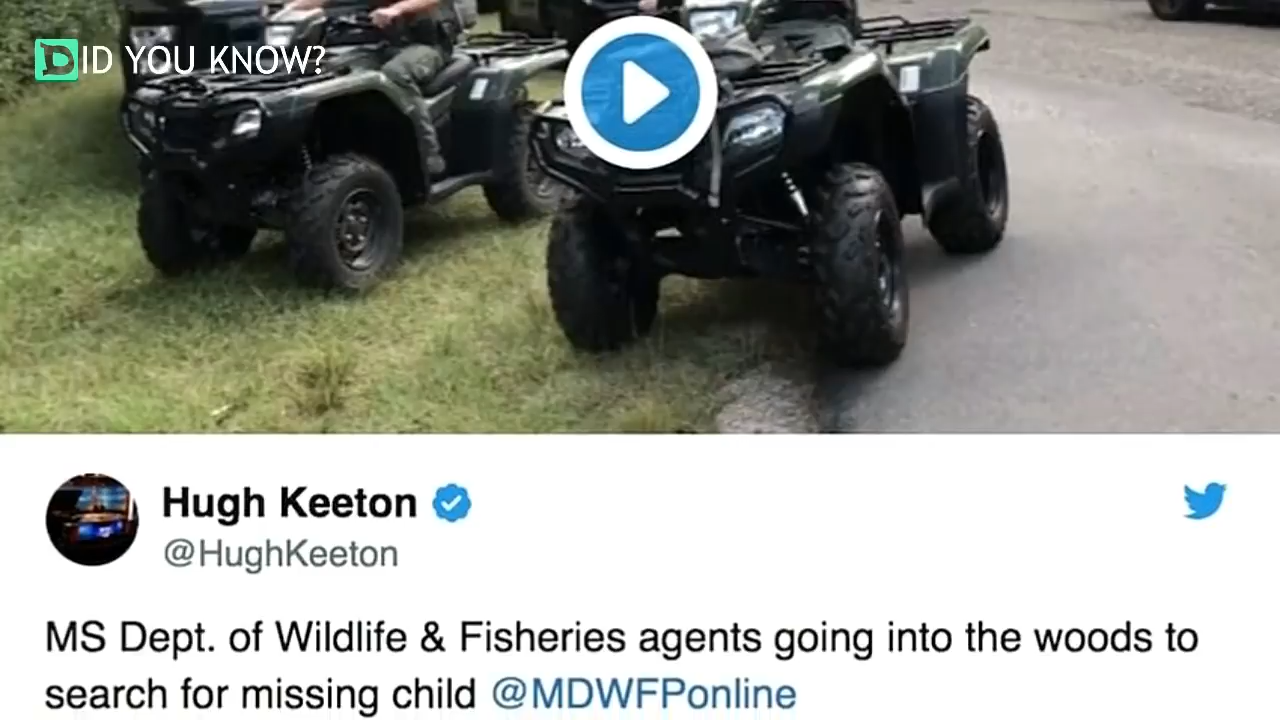 DID YOU KNOW?
Hugh Keeton
@HughKeeton
MS Dept. of Wildlife & Fisheries agents going into the woods to
search for missing child @MDWFPonline